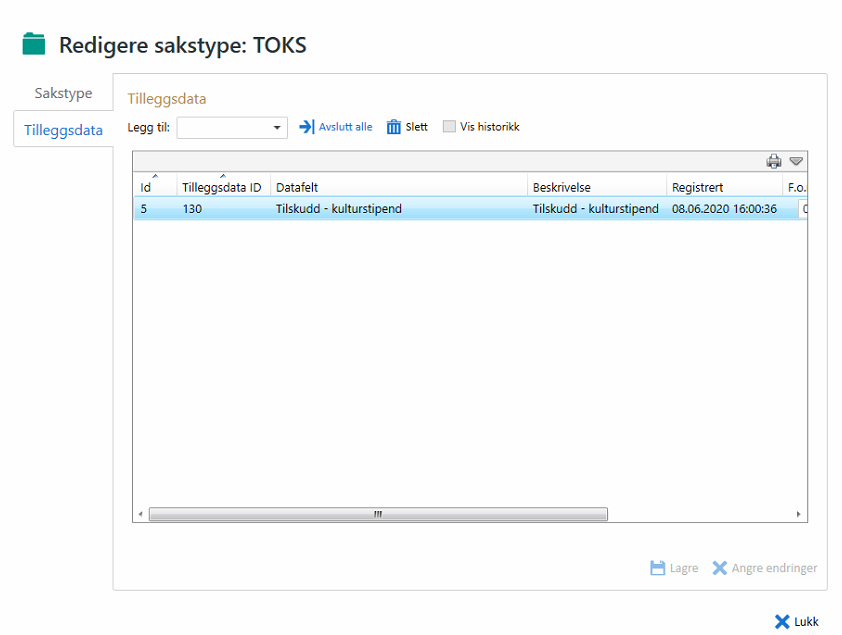 Redigere sakstype: TOKS
Sakstype
Tilleggsdata
Tilleggsdata
Legg til: Avslutt alle Slett Vis historikk
Id Tilleggsdata ID Datafelt Beskrivelse Registrert F.o.
5 130 Tilskudd - kulturstipend Tilskudd - kulturstipend 08.06.2020 16:00:36
Lagre Angre endringer
Lukk